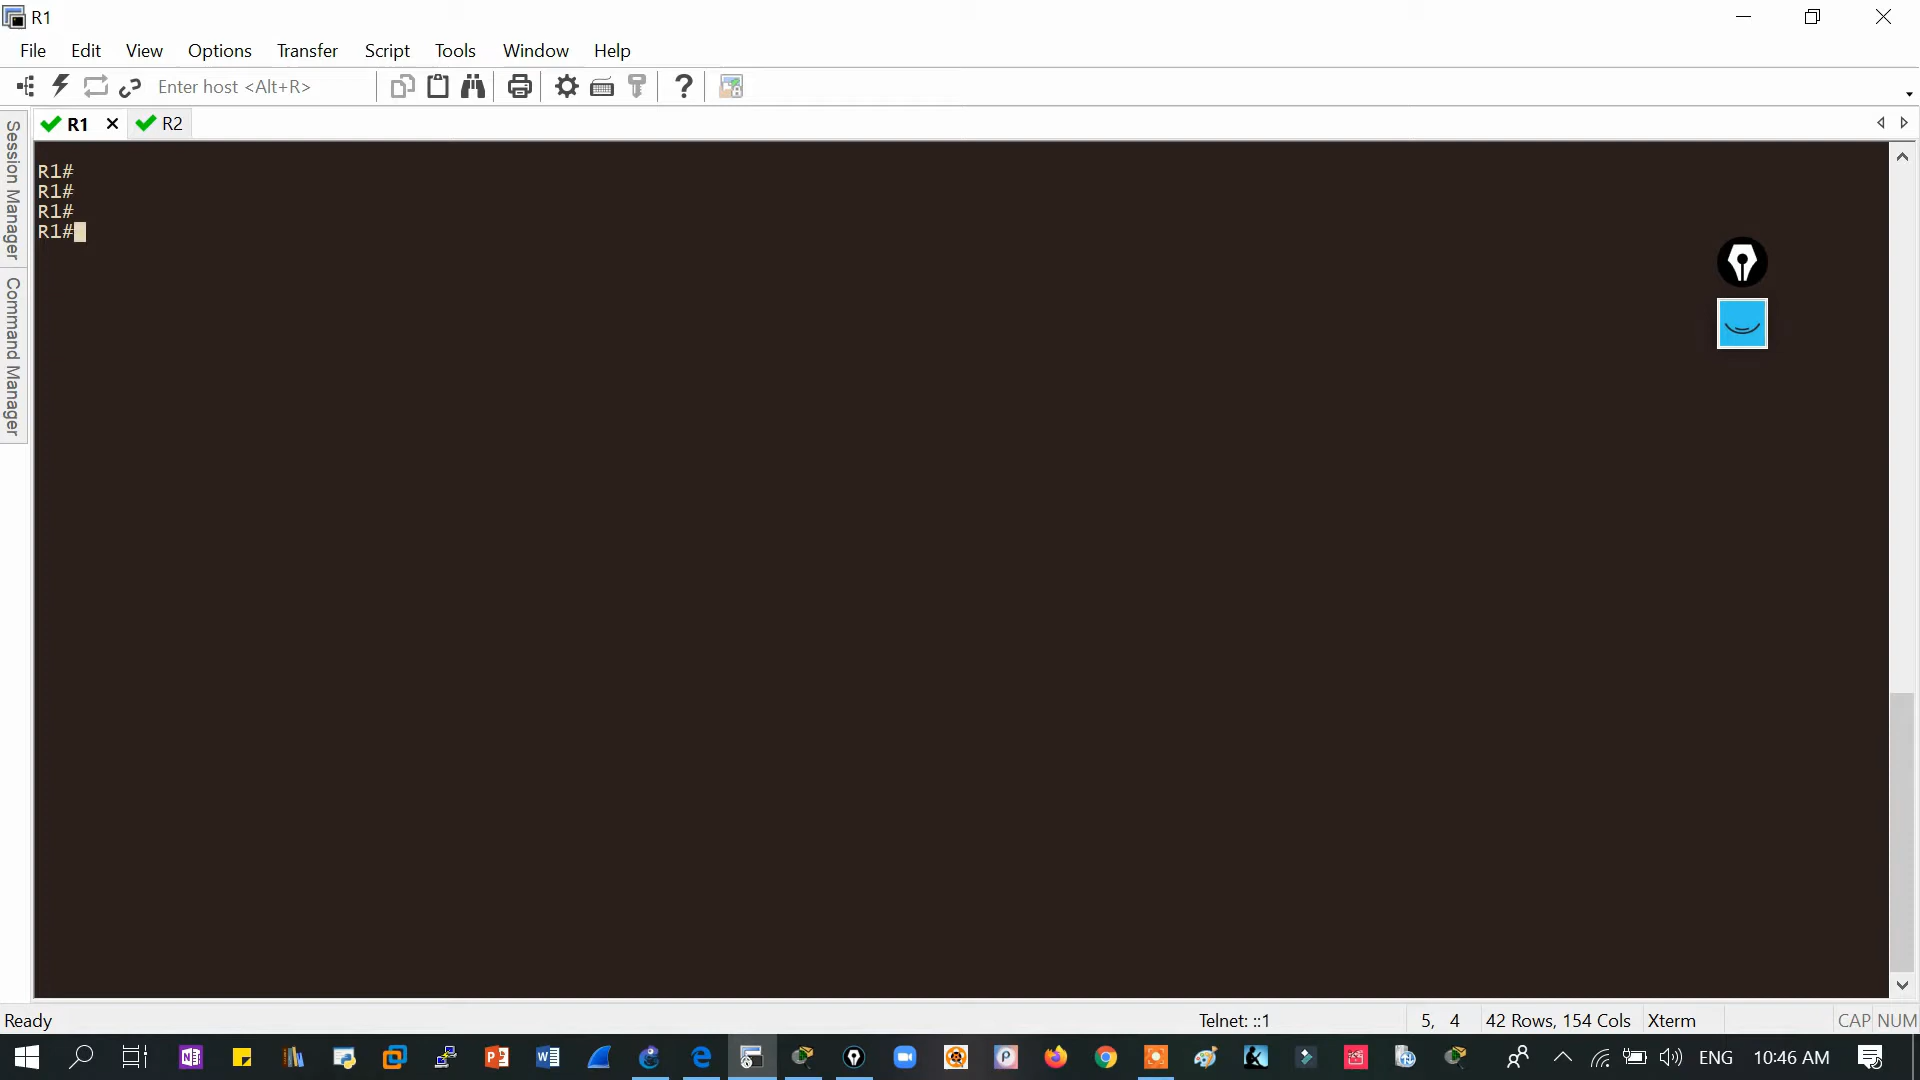 R1
File Edit View Options Transfer Script Tools Window Help
Enter host <Alt+R>
R1 R2
Session Manager
Command Manager
R1#
R1#
R1#
R1#
Ready Telnet: ::1 5, 4 42 Rows, 154 Cols Xterm CAP NUM
ENG 10:46 AM